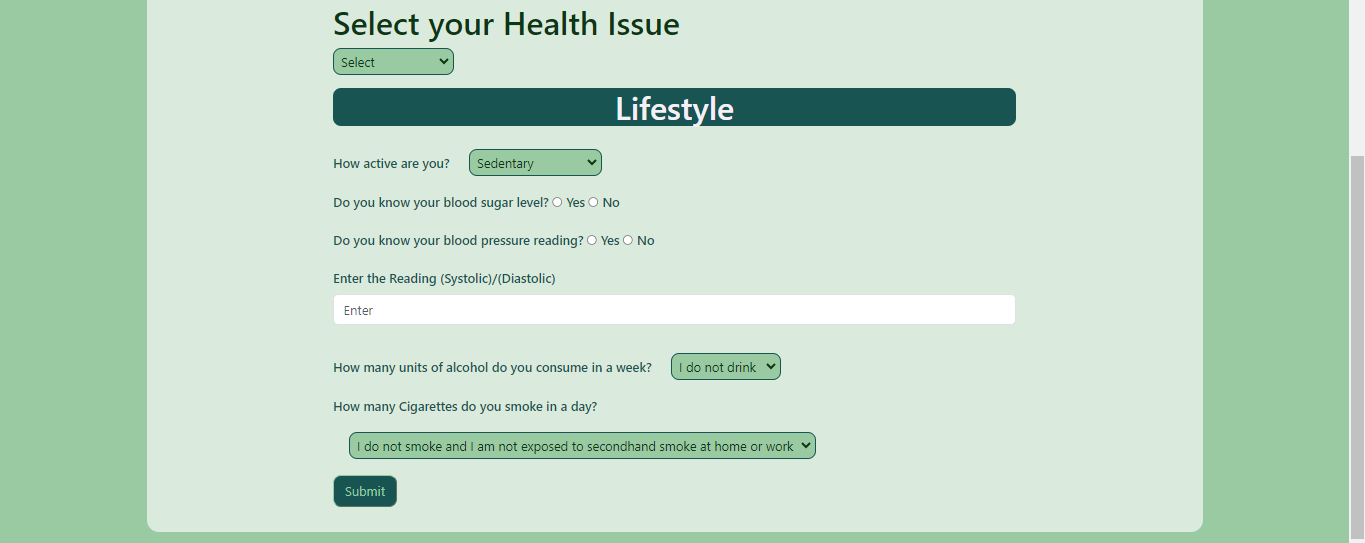 Select your Health Issue
Select
Lifestyle
How active are you? Sedentary
Do you know your blood sugar level? Yes No
Do you know your blood pressure reading? Yes No
Enter the Reading (Systolic)/(Diastolic)
Enter
How many units of alcohol do you consume in a week? I do not drink
How many Cigarettes do you smoke in a day?
I do not smoke and I am not exposed to secondhand smoke at home or work
Submit